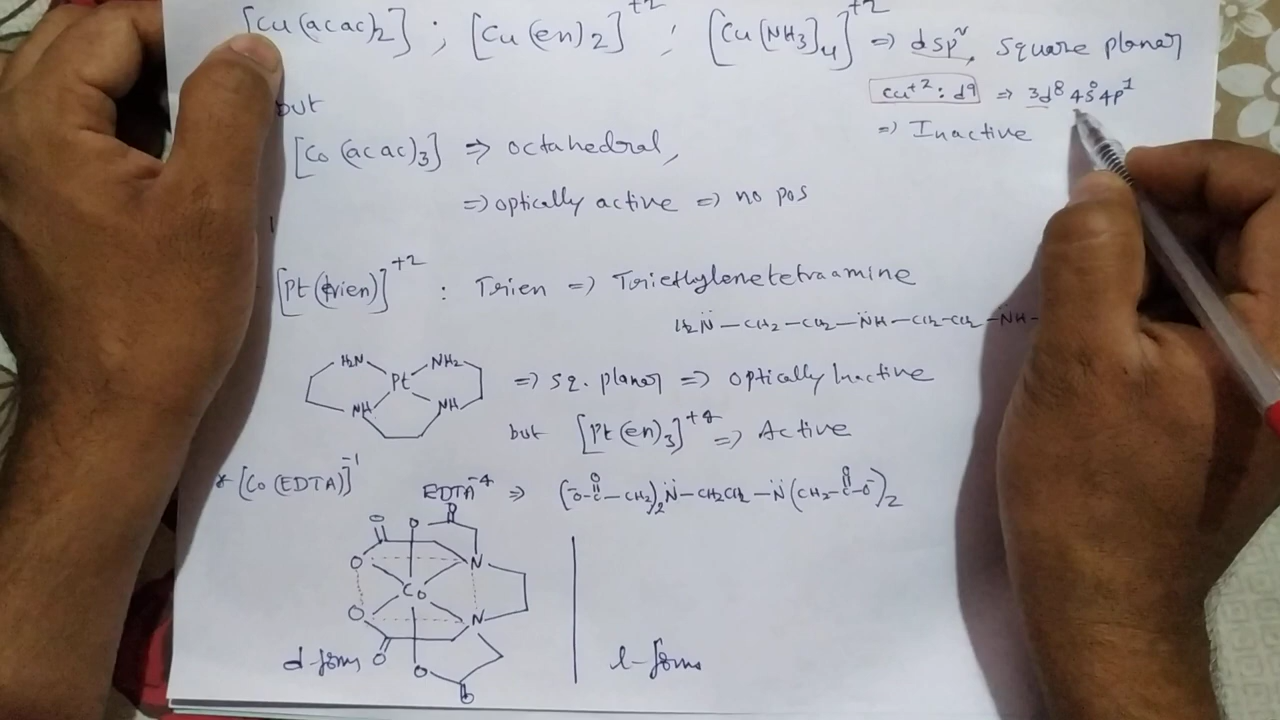 [Cu(acac)2] ; [Cu(en)2]+2 ; [Cu(NH3]4]+2 => dsp², square planar
Cu+2 : d9 => 3d8 4s0 4p1
=> Inactive
but
[Co(acac)3] => octahedral,
=> optically active => no pos
[Pt(trien)]+2 : Trien => Triethylenetetraamine
H2N̈ — CH2 — CH2 — N̈H — CH2-CH2 — N̈H -
H2N NH2
Pt
NH NH
=> sq. planar => optically Inactive
but [Pt(en)3]+4 => Active
* [Co(EDTA)]-1
EDTA-4 => (-O-C-CH2)2N̈-CH2CH2-N̈(CH2-C-O-)2
O O
O O O
O N
Co
O N
O O
O
d-form
l-form